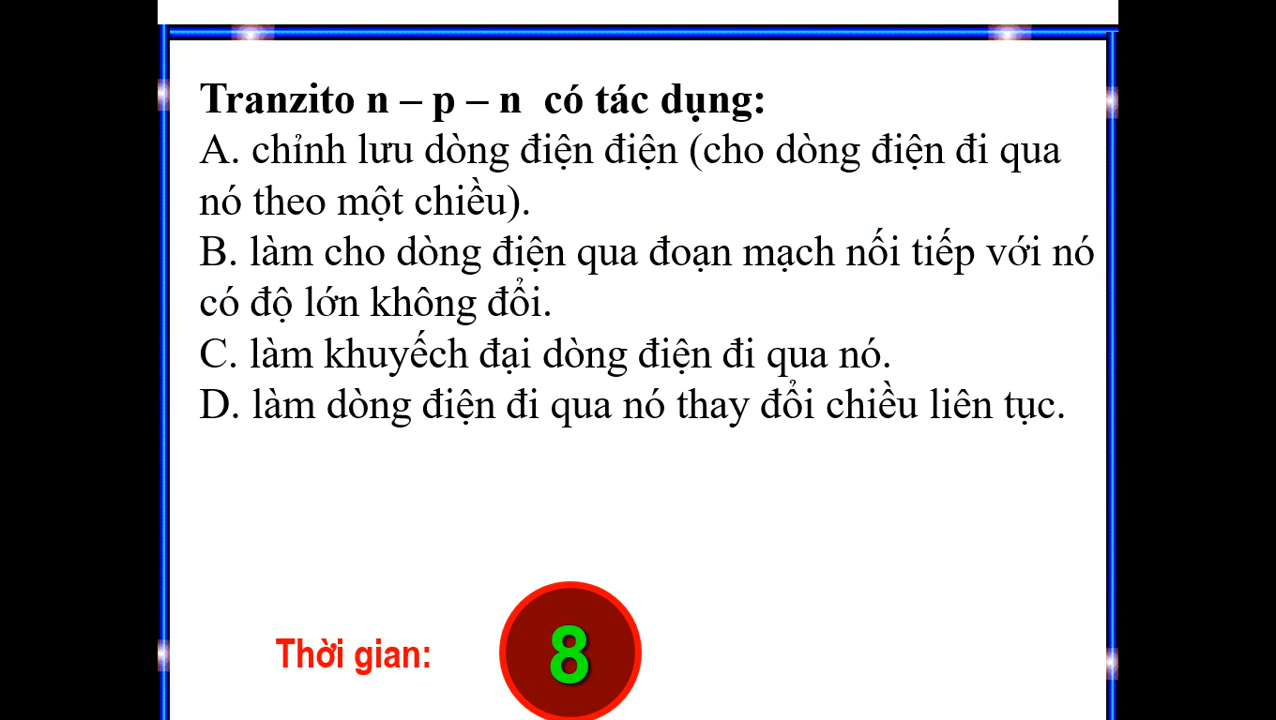 Tranzito n – p – n có tác dụng:
A. chỉnh lưu dòng điện điện (cho dòng điện đi qua
nó theo một chiều).
B. làm cho dòng điện qua đoạn mạch nối tiếp với nó
có độ lớn không đổi.
C. làm khuyếch đại dòng điện đi qua nó.
D. làm dòng điện đi qua nó thay đổi chiều liên tục.
Thời gian: 8